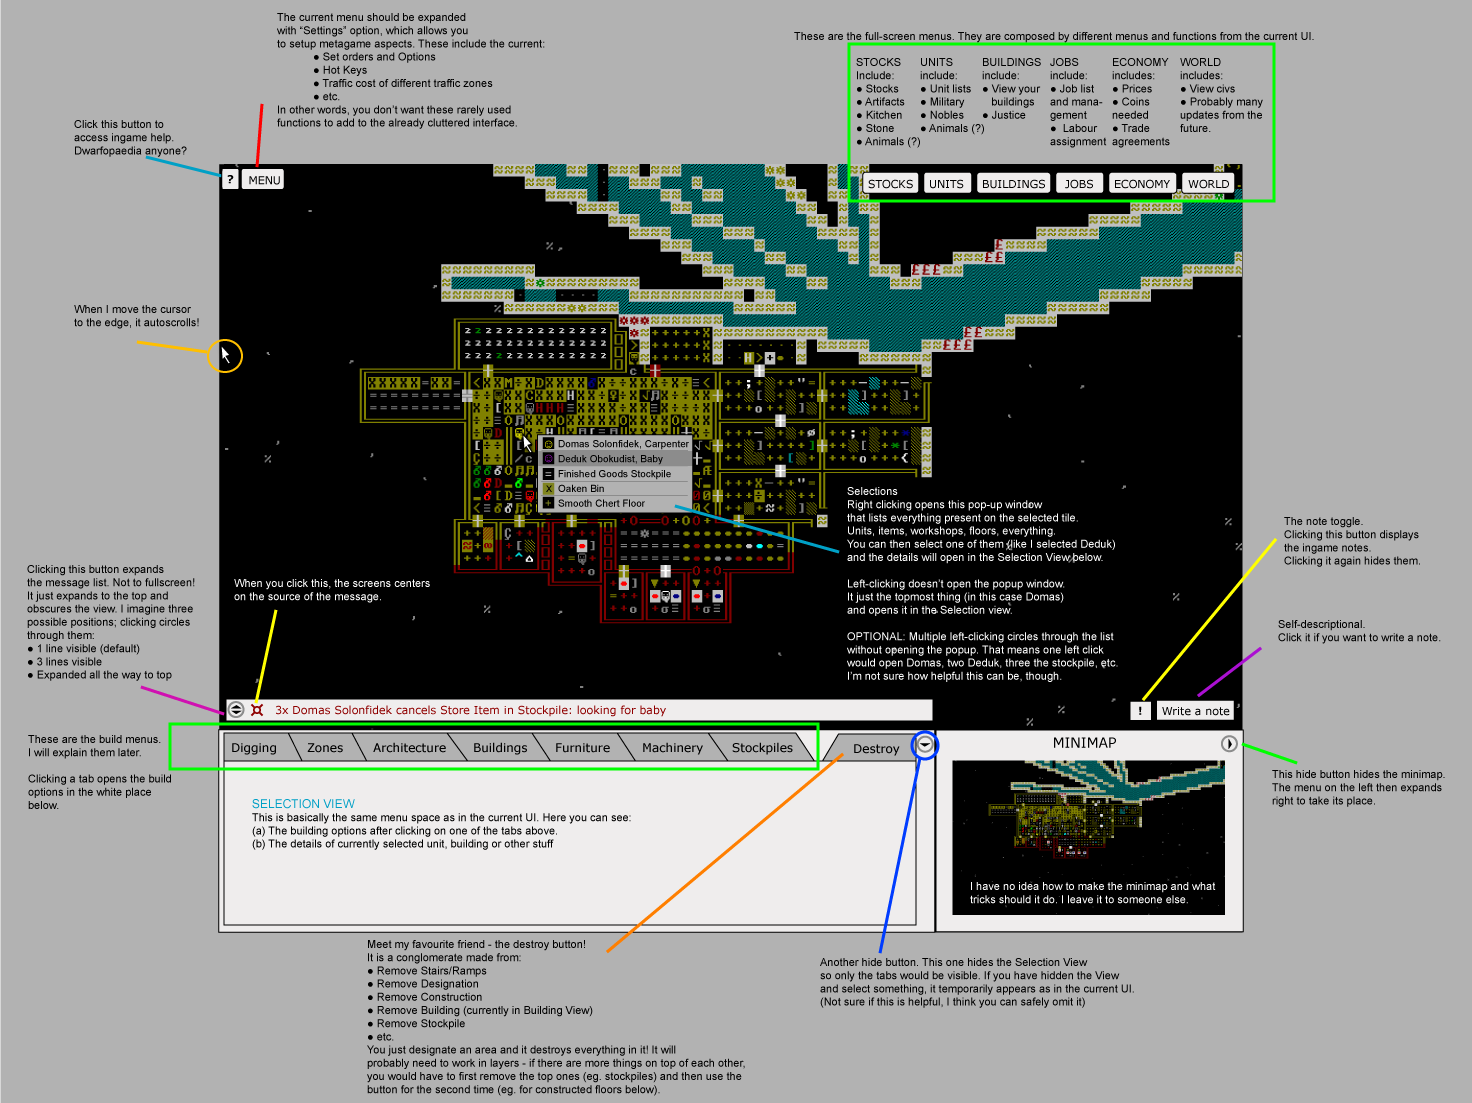 The current menu should be expanded
with "Settings" option, which allows you
to setup metagame aspects. These include the current:
● Set orders and Options
● Hot Keys
● Traffic cost of different traffic zones
● etc.
In other words, you don't want these rarely used
functions to add to the already cluttered interface.
These are the full-screen menus. They are composed by different menus and functions from the current UI.
STOCKS
Include:
● Stocks
● Artifacts
● Kitchen
● Stone
● Animals (?)
UNITS
include:
● Unit lists
● Military
● Nobles
● Animals (?)
BUILDINGS
include:
● View your
buildings
● Justice
JOBS
include:
● Job list
and mana-
gement
● Labour
assignment
ECONOMY
includes:
● Prices
● Coins
needed
● Trade
agreements
WORLD
includes:
● View civs
● Probably many
updates from the
future.
Click this button to
access ingame help.
Dwarfopaedia anyone?
? MENU
STOCKS UNITS BUILDINGS JOBS ECONOMY WORLD
When I move the cursor
to the edge, it autoscrolls!
Domas Solonfidek, Carpenter
Deduk Obokudist, Baby
Finished Goods Stockpile
Oaken Bin
Smooth Chert Floor
Selections
Right clicking opens this pop-up window
that lists everything present on the selected tile.
Units, items, workshops, floors, everything.
You can then select one of them (like I selected Deduk)
and the details will open in the Selection View below.
Left-clicking doesn't open the popup window.
It just the topmost thing (in this case Domas)
and opens it in the Selection view.
OPTIONAL: Multiple left-clicking circles through the list
without opening the popup. That means one left click
would open Domas, two Deduk, three the stockpile, etc.
I'm not sure how helpful this can be, though.
The note toggle.
Clicking this button displays
the ingame notes.
Clicking it again hides them.
Self-descriptional.
Click it if you want to write a note.
Clicking this button expands
the message list. Not to fullscreen!
It just expands to the top and
obscures the view. I imagine three
possible positions; clicking circles
through them:
● 1 line visible (default)
● 3 lines visible
● Expanded all the way to top
When you click this, the screens centers
on the source of the message.
3x Domas Solonfidek cancels Store Item in Stockpile: looking for baby
! Write a note
These are the build menus.
I will explain them later.
Clicking a tab opens the build
options in the white place
below.
Digging Zones Architecture Buildings Furniture Machinery Stockpiles Destroy
MINIMAP
This hide button hides the minimap.
The menu on the left then expands
right to take its place.
SELECTION VIEW
This is basically the same menu space as in the current UI. Here you can see:
(a) The building options after clicking on one of the tabs above.
(b) The details of currently selected unit, building or other stuff
I have no idea how to make the minimap and what
tricks should it do. I leave it to someone else.
Meet my favourite friend - the destroy button!
It is a conglomerate made from:
● Remove Stairs/Ramps
● Remove Designation
● Remove Construction
● Remove Building (currently in Building View)
● Remove Stockpile
● etc.
You just designate an area and it destroys everything in it! It will
probably need to work in layers - if there are more things on top of each other,
you would have to first remove the top ones (eg. stockpiles) and then use the
button for the second time (eg. for constructed floors below).
Another hide button. This one hides the Selection View
so only the tabs would be visible. If you have hidden the View
and select something, it temporarily appears as in the current UI.
(Not sure if this is helpful, I think you can safely omit it)